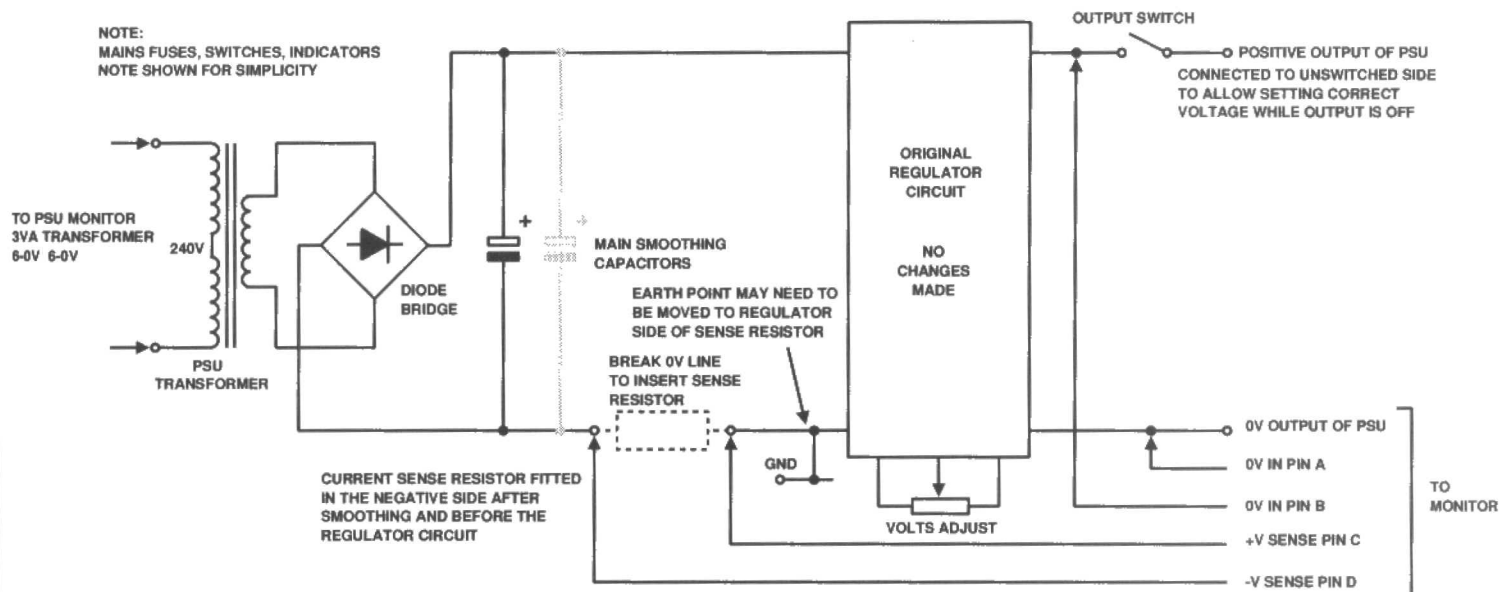 NOTE:
MAINS FUSES, SWITCHES, INDICATORS
NOTE SHOWN FOR SIMPLICITY
OUTPUT SWITCH
POSITIVE OUTPUT OF PSU
CONNECTED TO UNSWITCHED SIDE
TO ALLOW SETTING CORRECT
VOLTAGE WHILE OUTPUT IS OFF
ORIGINAL
REGULATOR
CIRCUIT
NO
CHANGES
MADE
TO PSU MONITOR
3VA TRANSFORMER
6-0V 6-0V
240V
PSU
TRANSFORMER
DIODE
BRIDGE
+
+
MAIN SMOOTHING
CAPACITORS
EARTH POINT MAY NEED TO
BE MOVED TO REGULATOR
SIDE OF SENSE RESISTOR
BREAK 0V LINE
TO INSERT SENSE
RESISTOR
GND
CURRENT SENSE RESISTOR FITTED
IN THE NEGATIVE SIDE AFTER
SMOOTHING AND BEFORE THE
REGULATOR CIRCUIT
VOLTS ADJUST
0V OUTPUT OF PSU
0V IN PIN A
0V IN PIN B
+V SENSE PIN C
-V SENSE PIN D
TO
MONITOR